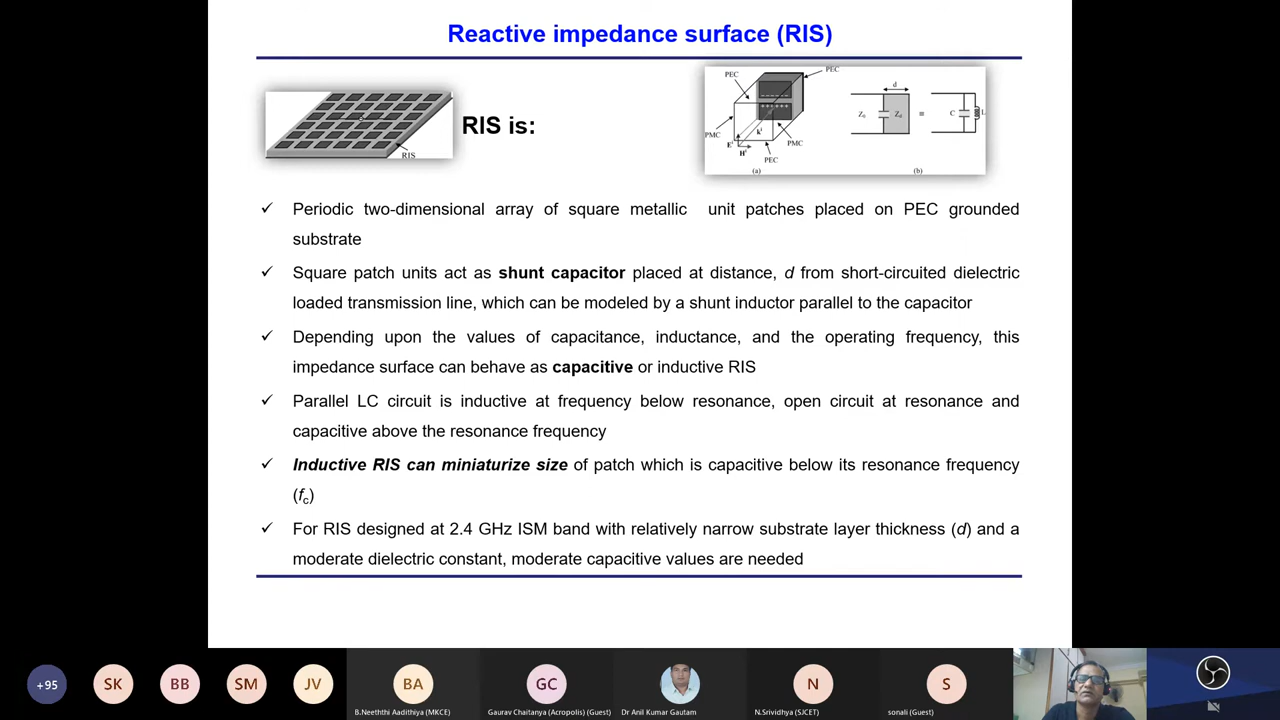 Reactive impedance surface (RIS)
RIS
RIS is:
PEC
PEC
PMC
PMC
PEC
(a)
d
C
L
(b)
Periodic two-dimensional array of square metallic unit patches placed on PEC grounded
substrate
Square patch units act as shunt capacitor placed at distance, d from short-circuited dielectric
loaded transmission line, which can be modeled by a shunt inductor parallel to the capacitor
Depending upon the values of capacitance, inductance, and the operating frequency, this
impedance surface can behave as capacitive or inductive RIS
Parallel LC circuit is inductive at frequency below resonance, open circuit at resonance and
capacitive above the resonance frequency
Inductive RIS can miniaturize size of patch which is capacitive below its resonance frequency
(fc)
For RIS designed at 2.4 GHz ISM band with relatively narrow substrate layer thickness (d) and a
moderate dielectric constant, moderate capacitive values are needed
+95
SK
BB
SM
JV
BA
GC
N
S
B.Neeththi Aadithiya (MKCE)
Gaurav Chaitanya (Acropolis) (Guest)
Dr Anil Kumar Gautam
N.Srividhya (SJCET)
sonali (Guest)